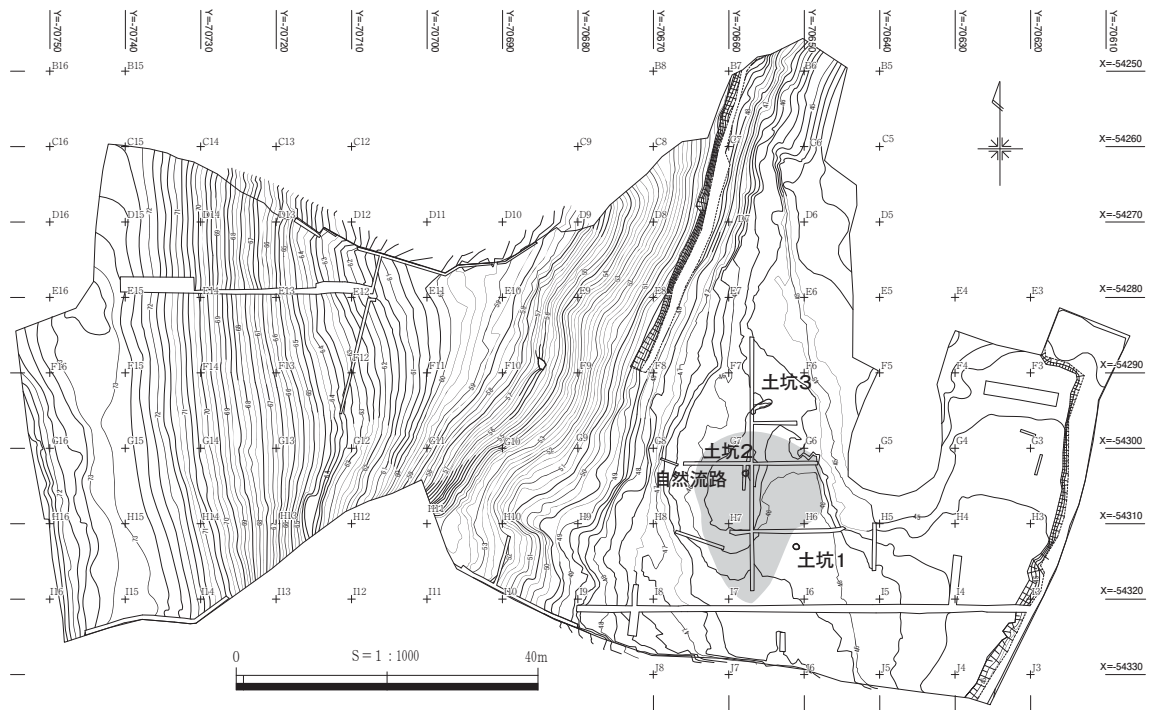 Y=-70750 Y=-70740 Y=-70730 Y=-70720 Y=-70710 Y=-70700 Y=-70690 Y=-70680 Y=-70670 Y=-70660 Y=-70650 Y=-70640 Y=-70630 Y=-70620 Y=-70610
B16 B15 B8 B7 B6 B5 X=-54250
C16 C15 C14 C13 C12 C9 C8 C7 C6 C5 X=-54260
D16 D15 D14 D13 D12 D11 D10 D9 D8 D7 D6 D5 X=-54270
E16 E15 E14 E13 E12 E11 E10 E9 E8 E7 E6 E5 E4 E3 X=-54280
F16 F15 F14 F13 F12 F11 F10 F9 F8 F7 F6 F5 F4 F3 X=-54290
土坑3
G16 G15 G14 G13 G12 G11 G10 G9 G8 G7 G6 G5 G4 G3 X=-54300
土坑2
自然流路
H16 H15 H14 H13 H12 H11 H10 H9 H8 H7 H6 H5 H4 H3 X=-54310
土坑1
I16 I15 I14 I13 I12 I11 I10 I9 I8 I7 I6 I5 I4 I3 X=-54320
0 S=1:1000 40m
J8 J7 J6 J5 J4 J3 X=-54330